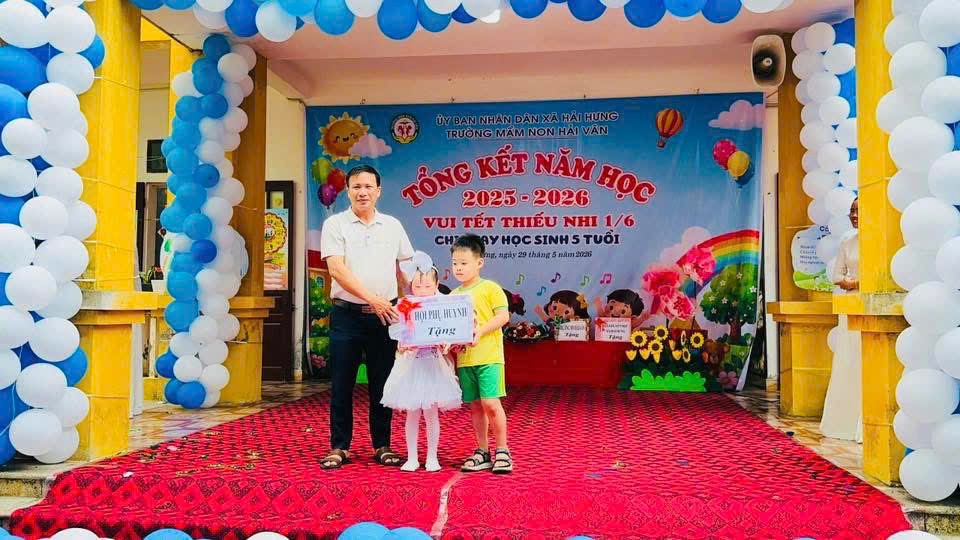 ỦY BAN NHÂN DÂN XÃ HẢI HƯNG
TRƯỜNG MẦM NON HẢI VÂN
TỔNG KẾT NĂM HỌC
2025 - 2026
VUI TẾT THIẾU NHI 1/6
TAY HỌC SINH 5 TUỔI
ngày 29 tháng 5 năm 2026
HỘI PHỤ HUYNH
Tặng
Tặng
Tặng